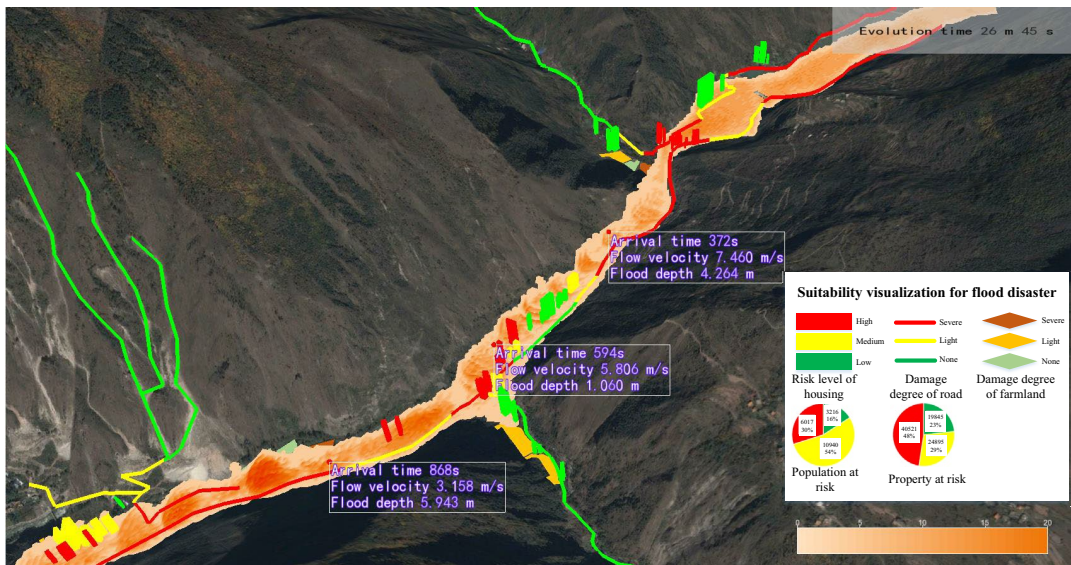 Evolution time 26 m 45 s
Arrival time 372s
Flow velocity 7.460 m/s
Flood depth 4.264 m
Arrival time 594s
Flow velocity 5.806 m/s
Flood depth 1.060 m
Arrival time 868s
Flow velocity 3.158 m/s
Flood depth 5.943 m
Suitability visualization for flood disaster
High
Medium
Low
Risk level of
housing
Severe
Light
None
Damage
degree of road
Severe
Light
None
Damage degree
of farmland
6017
30%
3216
16%
10940
54%
Population at
risk
40521
48%
19845
23%
24895
29%
Property at risk
0 5 10 15 20